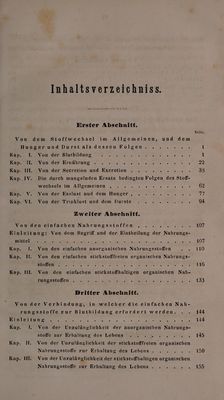 Inhaltsverzeichniss.
Erster Abschnitt.
Seite.
Von dem Stoffwechsel im Allgemeinen, und dem
Hunger und Durst als dessen Folgen . . . . . . . 1
Kap. I. Von der Blutbildung . . . . . . . 1
Kap. II. Von der Ernährung . . . . . . . 22
Kap. III. Von der Secretion und Excretion . . . . . . . 33
Kap. IV. Die durch mangelnden Ersatz bedingten Folgen des Stoff-
wechsels im Allgemeinen . . . . . . . 62
Kap. V. Von der Esslust und dem Hunger . . . . . . . 77
Kap. VI. Von der Trinklust und dem Durste . . . . . . . 94
Zweiter Abschnitt.
Von den einfachen Nahrungsstoffen . . . . . . . 107
Einleitung: Von dem Begriff und der Eintheilung der Nahrungs-
mittel . . . . . . . 107
Kap. I. Von den einfachen anorganischen Nahrungsstoffen . . 110
Kap. II. Von den einfachen stickstofffreien organischen Nahrungs-
stoffen . . . . . . . 116
Kap. III. Von den einfachen stickstoffhaltigen organischen Nah-
rungsstoffen . . . . . . . 133
Dritter Abschnitt.
Von der Verbindung, in welcher die einfachen Nah-
rungsstoffe zur Blutbildung erfordert werden . . . . 144
Einleitung . . . . . . . 144
Kap. I. Von der Unzulänglichkeit der anorganischen Nahrungs-
stoffe zur Erhaltung des Lebens . . . . . . . 145
Kap. II. Von der Unzulänglichkeit der stickstofffreien organischen
Nahrungsstoffe zur Erhaltung des Lebens . . . . . . . 150
Kap. III. Von der Unzulänglichkeit der stickstoffhaltigen organischen
Nahrungsstoffe zur Erhaltung des Lebens . . . . . . . 155